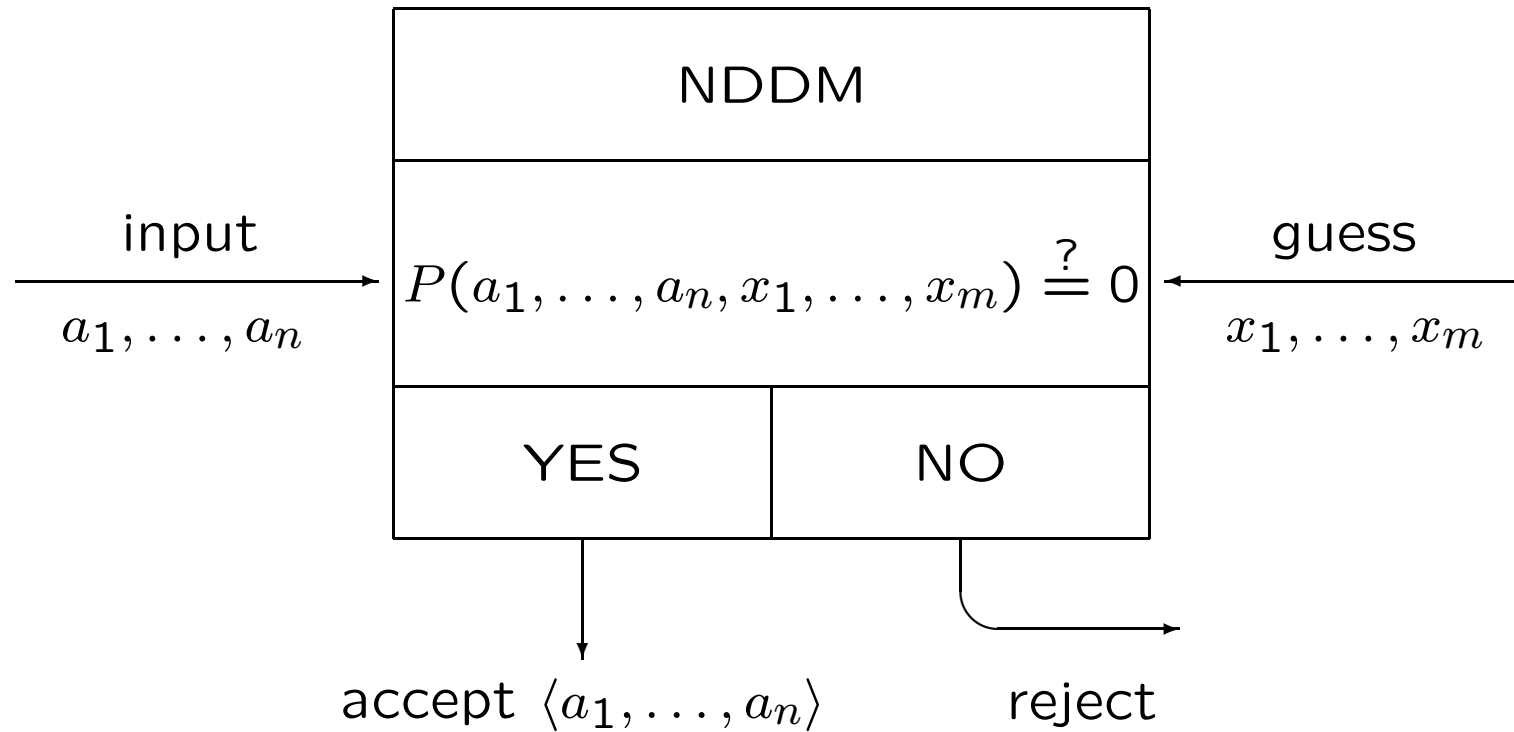 NDDM
input
guess
P(a₁, . . . , aₙ, x₁, . . . , xₘ) ≟ 0
a₁, . . . , aₙ
x₁, . . . , xₘ
YES
NO
accept ⟨a₁, . . . , aₙ⟩
reject